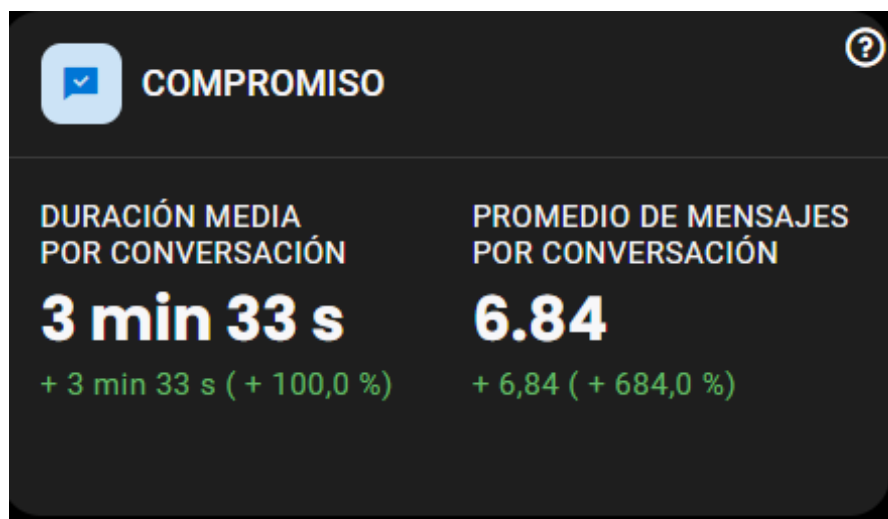 COMPROMISO
?
DURACIÓN MEDIA
POR CONVERSACIÓN
3 min 33 s
+ 3 min 33 s ( + 100,0 %)
PROMEDIO DE MENSAJES
POR CONVERSACIÓN
6.84
+ 6,84 ( + 684,0 %)